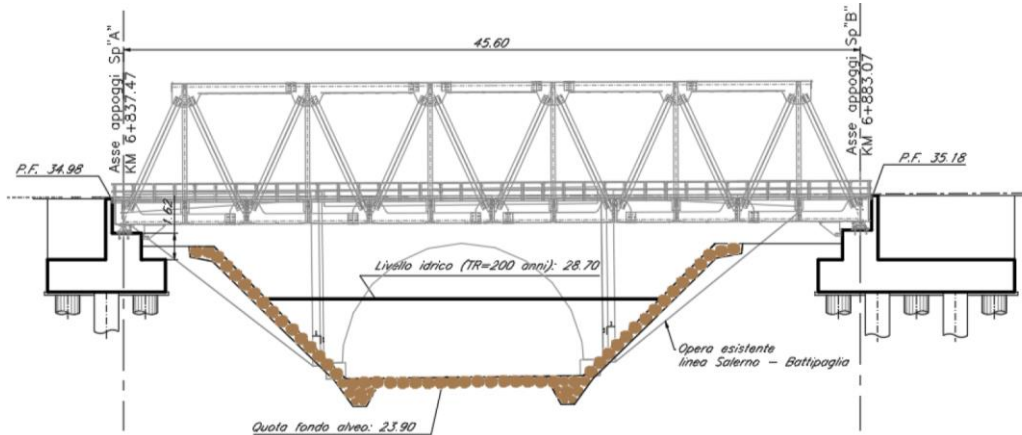 45.60
Asse appoggi Sp"A"
KM 6+837.47
Asse appoggi Sp"B"
KM 6+883.07
P.F. 34.98
P.F. 35.18
1.62
Livello idrico (TR=200 anni): 28.70
Opera esistente
linea Salerno - Battipaglia
Quota fondo alveo: 23.90